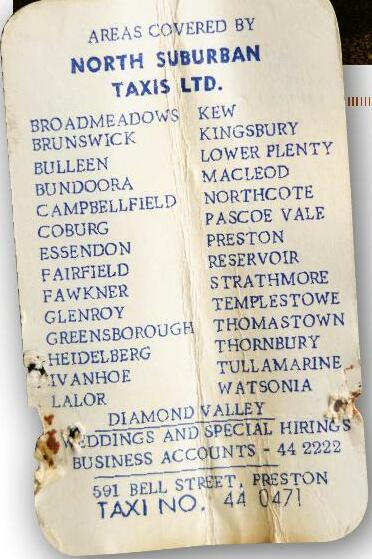 AREAS COVERED BY
NORTH SUBURBAN
TAXIS LTD.
BROADMEADOWS
BRUNSWICK
BULLEEN
BUNDOORA
CAMPBELLFIELD
COBURG
ESSENDON
FAIRFIELD
FAWKNER
GLENROY
GREENSBOROUGH
HEIDELBERG
IVANHOE
LALOR
KEW
KINGSBURY
LOWER PLENTY
MACLEOD
NORTHCOTE
PASCOE VALE
PRESTON
RESERVOIR
STRATHMORE
TEMPLESTOWE
THOMASTOWN
THORNBURY
TULLAMARINE
WATSONIA
DIAMOND VALLEY
WEDDINGS AND SPECIAL HIRINGS
BUSINESS ACCOUNTS - 44 2222
591 BELL STREET, PRESTON
TAXI NO. 44 0471